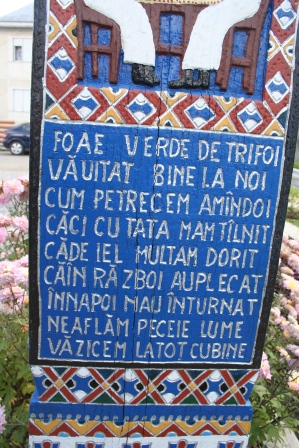 FOAE VERDE DE TRIFOI
VĂUITAT BINE LA NOI
CUM PETRECEM AMÎNDOI
CĂCI CU TATA MAM TÎLNIT
CĂDE IEL MULTAM DORIT
CĂIN RĂZBOI AUPLECAT
ÎNNAPOI NAU ÎNTURNAT
NEAFLĂM PECEIE LUME
VĂZICEM LATOT CUBINE